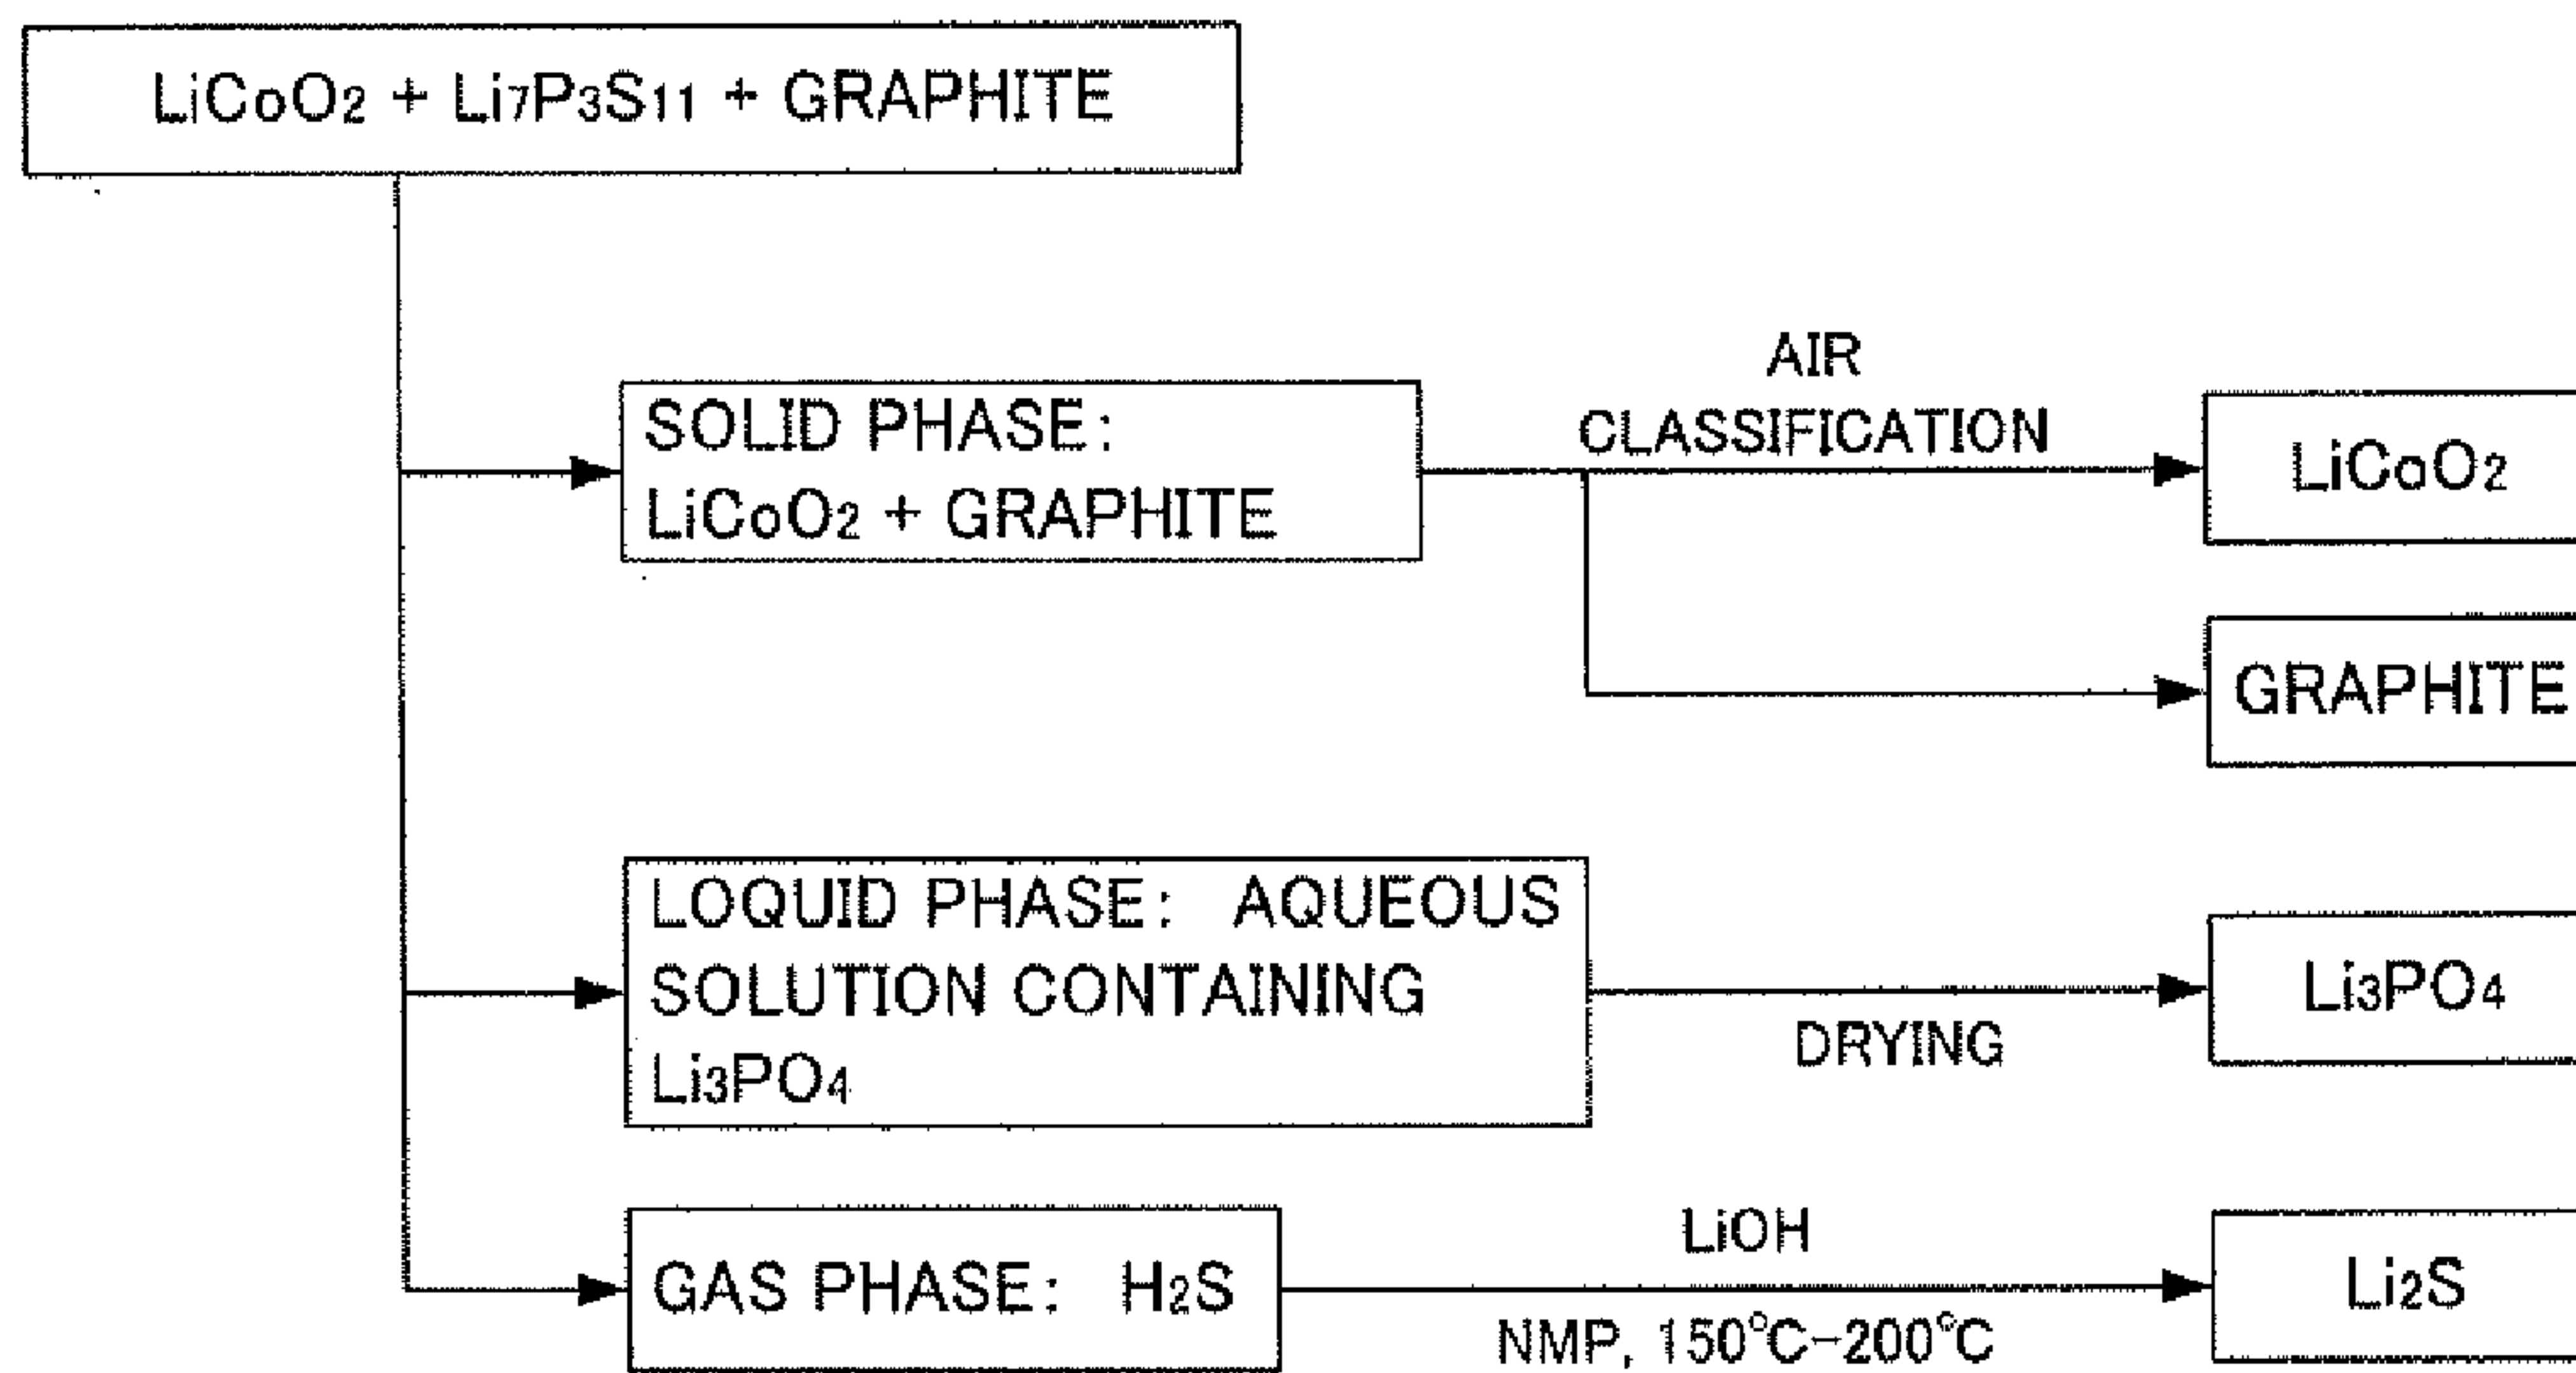 LiCoO2 + Li7P3S11 + GRAPHITE
SOLID PHASE:
LiCoO2 + GRAPHITE
AIR
CLASSIFICATION
LiCoO2
GRAPHITE
LOQUID PHASE: AQUEOUS
SOLUTION CONTAINING
Li3PO4
DRYING
Li3PO4
GAS PHASE: H2S
LiOH
NMP, 150°C-200°C
Li2S